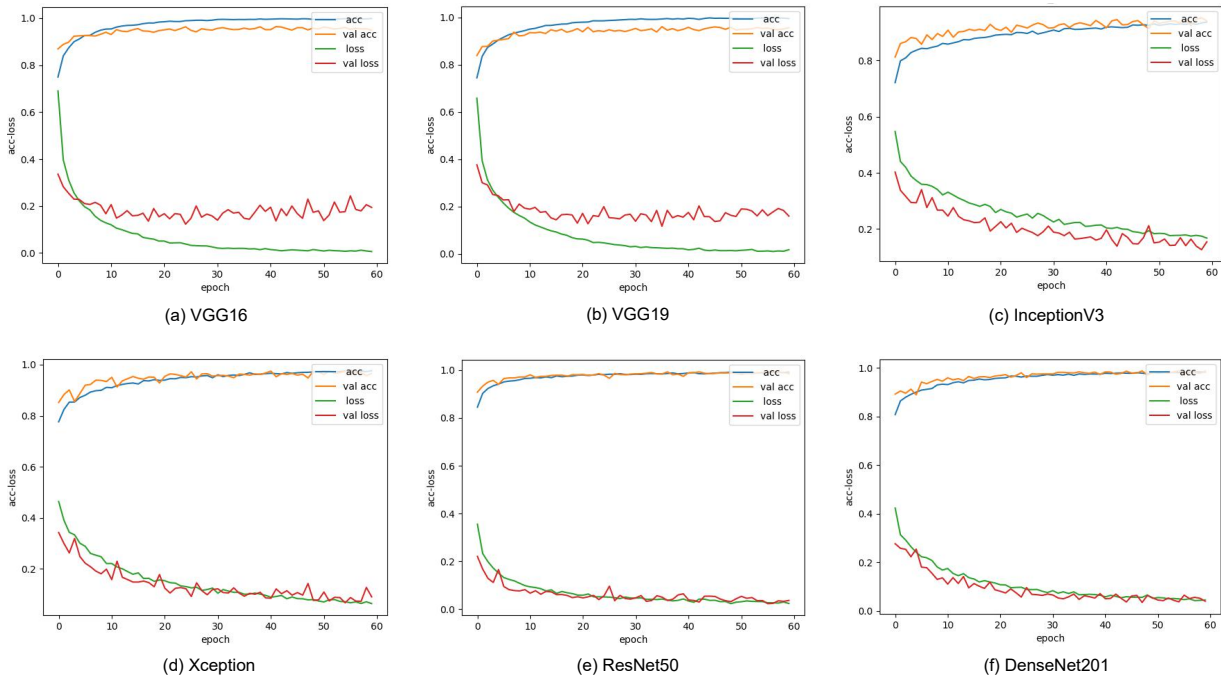 1.0
0.8
0.6
0.4
0.2
0.0
acc-loss
acc
val acc
loss
val loss
0 10 20 30 40 50 60
epoch
(a) VGG16
1.0
0.8
0.6
0.4
0.2
0.0
acc-loss
acc
val acc
loss
val loss
0 10 20 30 40 50 60
epoch
(b) VGG19
0.8
0.6
0.4
0.2
acc-loss
acc
val acc
loss
val loss
0 10 20 30 40 50 60
epoch
(c) InceptionV3
1.0
0.8
0.6
0.4
0.2
acc-loss
acc
val acc
loss
val loss
0 10 20 30 40 50 60
epoch
(d) Xception
1.0
0.8
0.6
0.4
0.2
0.0
acc-loss
acc
val acc
loss
val loss
0 10 20 30 40 50 60
epoch
(e) ResNet50
1.0
0.8
0.6
0.4
0.2
0.0
acc-loss
acc
val acc
loss
val loss
0 10 20 30 40 50 60
epoch
(f) DenseNet201